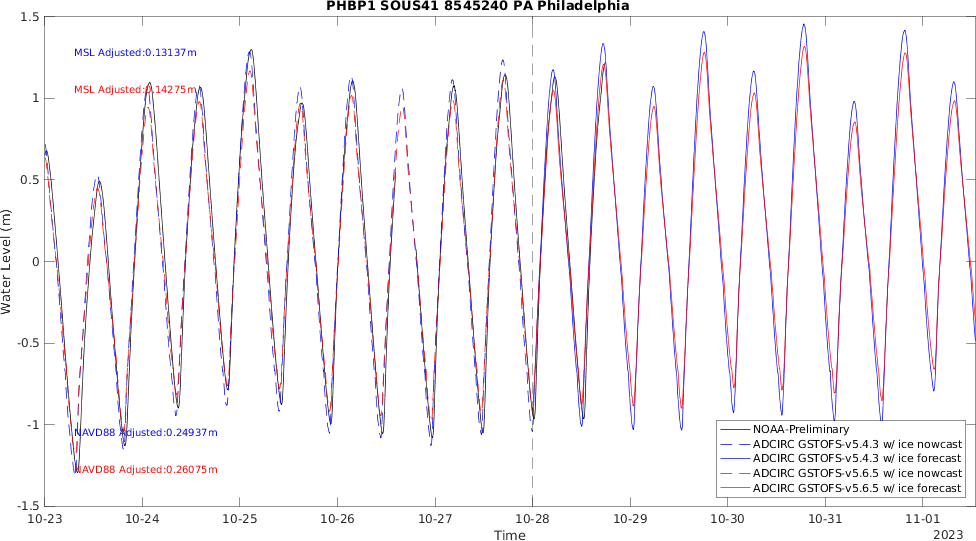 PHBP1 SOUS41 8545240 PA Philadelphia
1.5
1
0.5
0
-0.5
-1
-1.5
Water Level (m)
MSL Adjusted:0.13137m
MSL Adjusted:0.14275m
NAVD88 Adjusted:0.24937m
NAVD88 Adjusted:0.26075m
NOAA-Preliminary
ADCIRC GSTOFS-v5.4.3 w/ ice nowcast
ADCIRC GSTOFS-v5.4.3 w/ ice forecast
ADCIRC GSTOFS-v5.6.5 w/ ice nowcast
ADCIRC GSTOFS-v5.6.5 w/ ice forecast
10-23 10-24 10-25 10-26 10-27 10-28 10-29 10-30 10-31 11-01
Time
2023